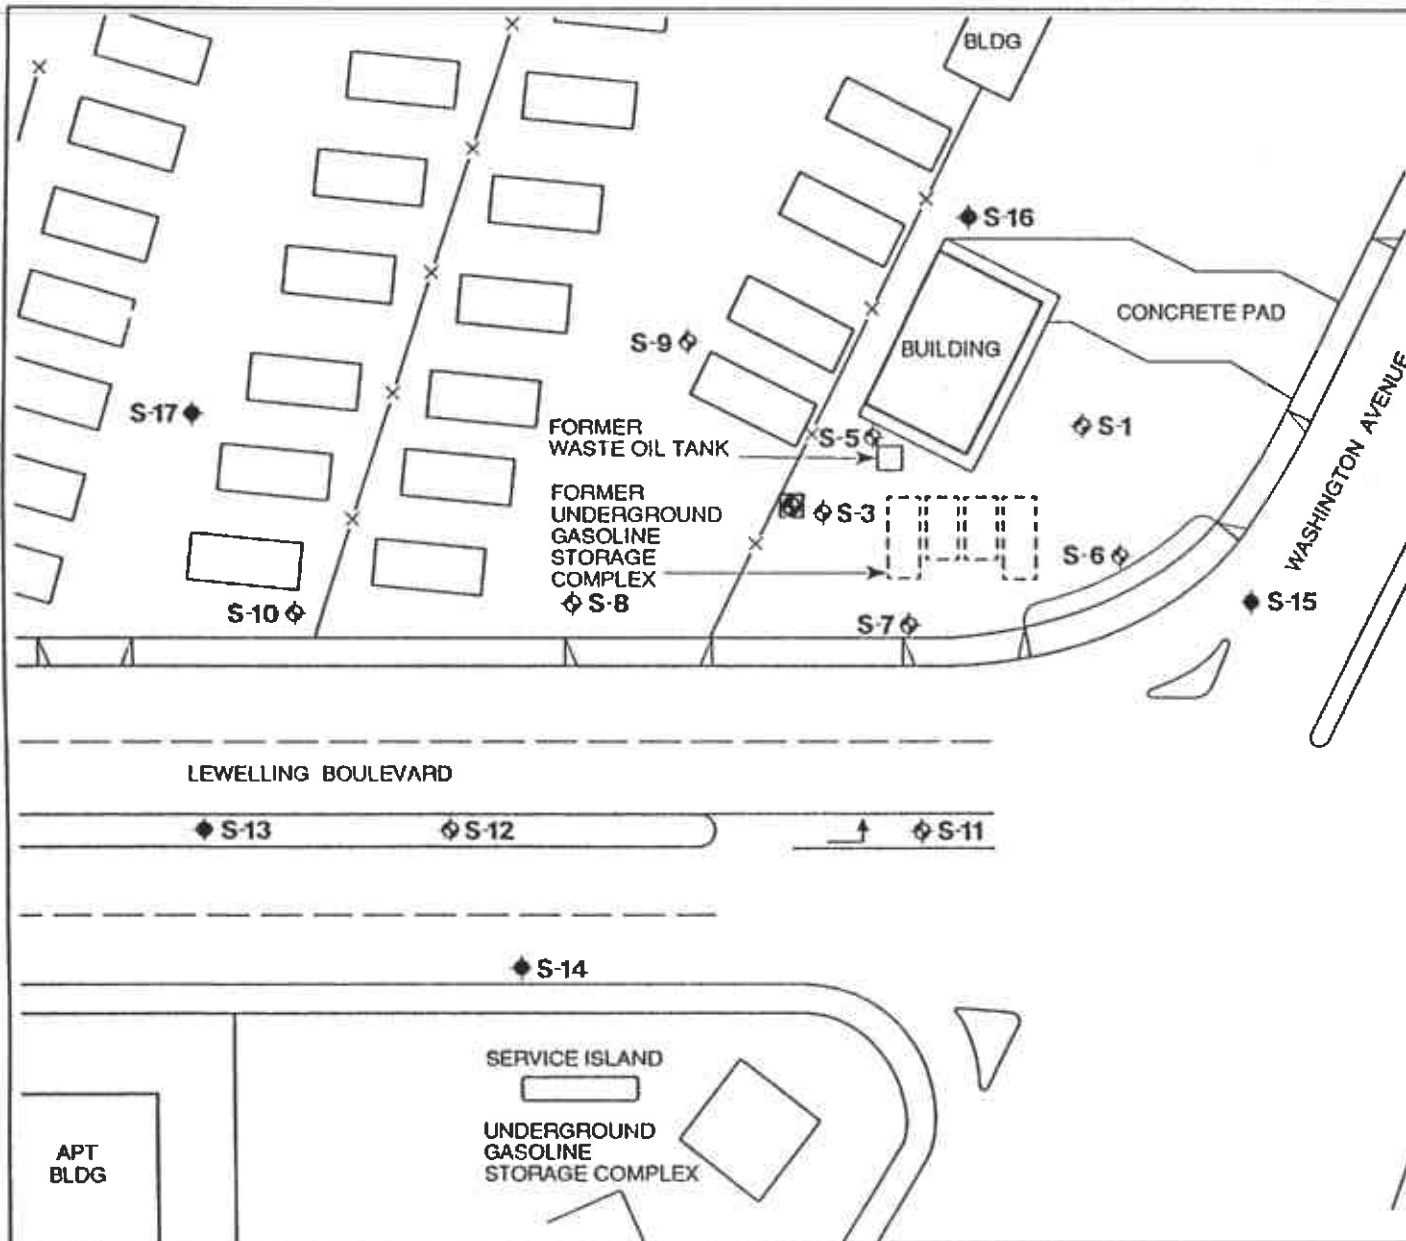 BLDG
S-16
CONCRETE PAD
S-9
BUILDING
WASHINGTON AVENUE
S-17
FORMER
WASTE OIL TANK
S-5
S-1
FORMER
UNDERGROUND
GASOLINE
STORAGE
COMPLEX
S-3
S-6
S-10
S-8
S-7
S-15
LEWELLING BOULEVARD
S-13
S-12
S-11
S-14
SERVICE ISLAND
UNDERGROUND
GASOLINE
STORAGE COMPLEX
APT
BLDG